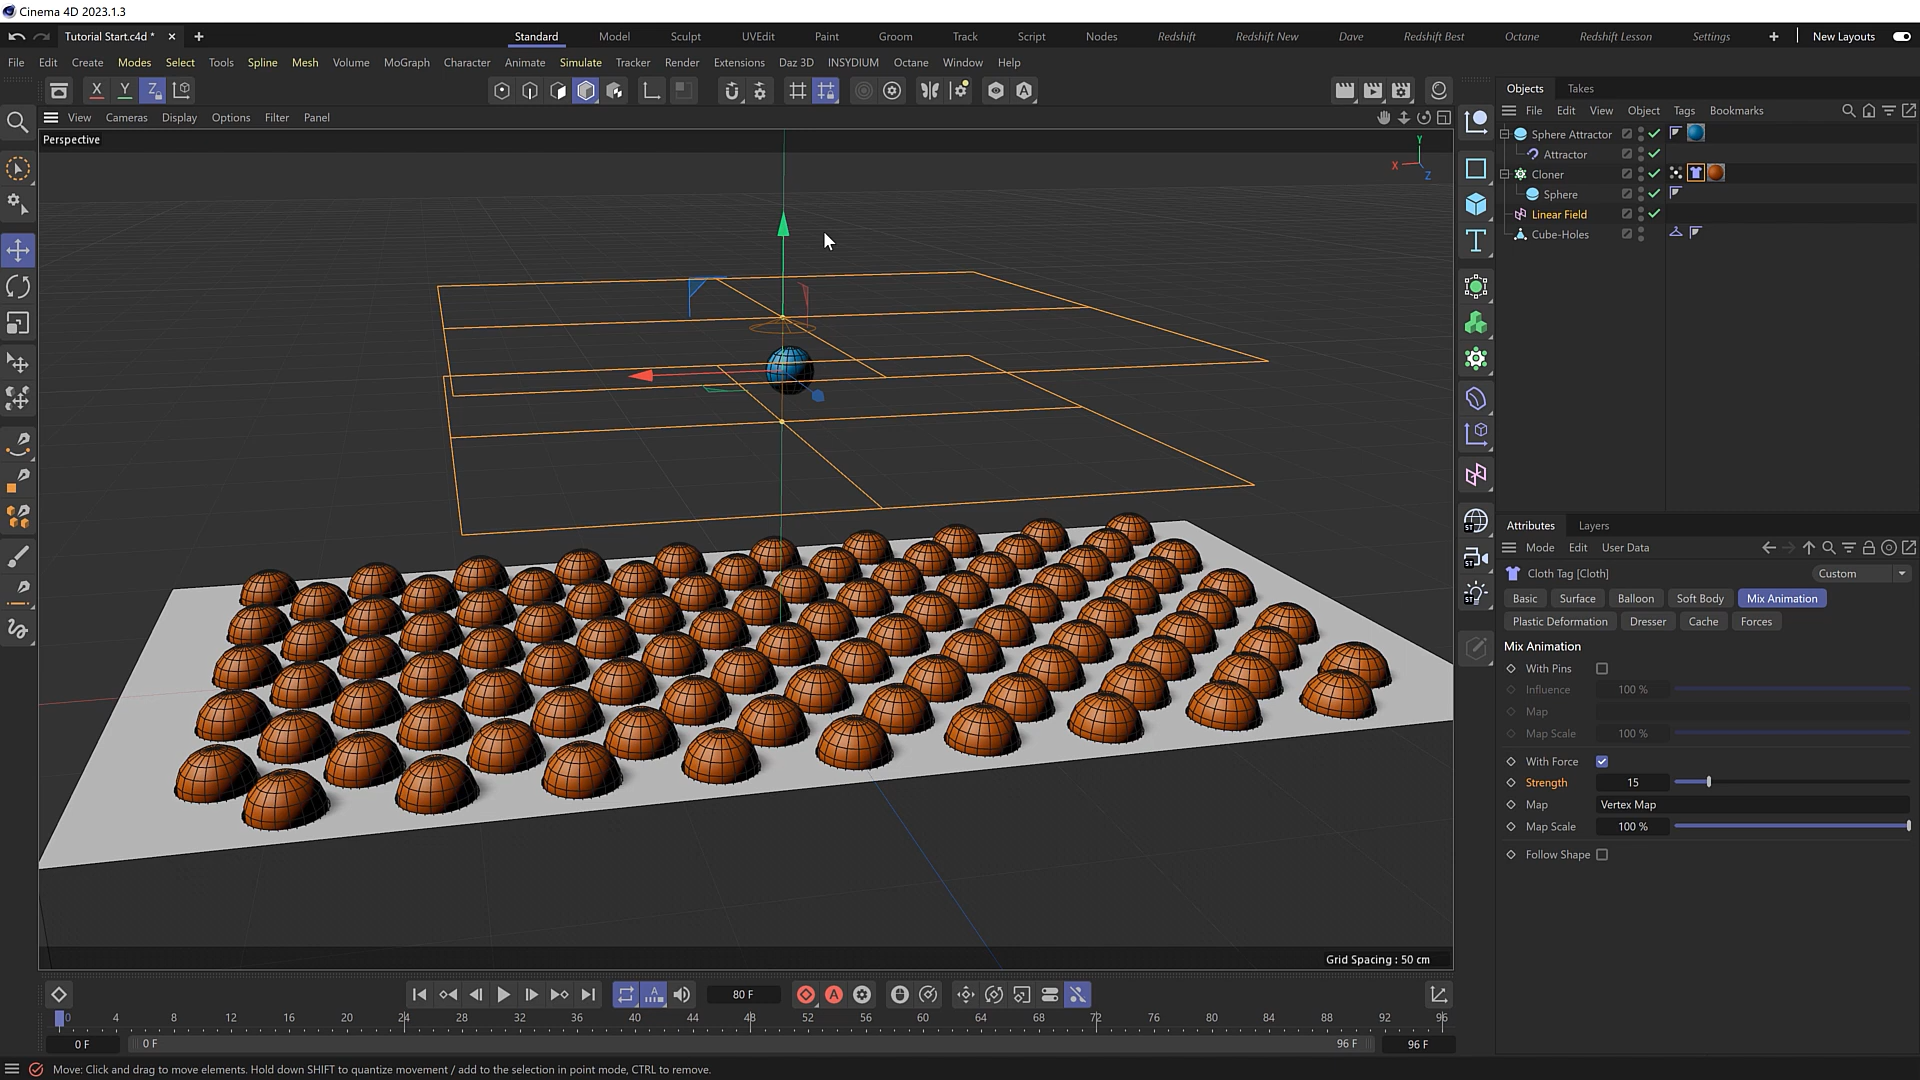 Cinema 4D 2023.1.3
Tutorial Start.c4d *
Standard Model Sculpt UVEdit Paint Groom Track Script Nodes Redshift Redshift New Dave Redshift Best Octane Redshift Lesson Settings New Layouts
File Edit Create Modes Select Tools Spline Mesh Volume MoGraph Character Animate Simulate Tracker Render Extensions Daz 3D INSYDIUM Octane Window Help
X Y Z
Objects Takes
File Edit View Object Tags Bookmarks
View Cameras Display Options Filter Panel
Perspective
Y
X
Z
Sphere Attractor
Attractor
Cloner
Sphere
Linear Field
Cube-Holes
ST
ST
ST
Attributes Layers
Mode Edit User Data
Cloth Tag [Cloth] Custom
Basic Surface Balloon Soft Body Mix Animation
Plastic Deformation Dresser Cache Forces
Mix Animation
With Pins
Influence 100 %
Map
Map Scale 100 %
With Force
Strength 15
Map Vertex Map
Map Scale 100 %
Follow Shape
Grid Spacing : 50 cm
A 80 F A
0 4 8 12 16 20 24 28 32 36 40 44 48 52 56 60 64 68 72 76 80 84 88 92 96
0 F 0 F 96 F 96 F
Move: Click and drag to move elements. Hold down SHIFT to quantize movement / add to the selection in point mode, CTRL to remove.